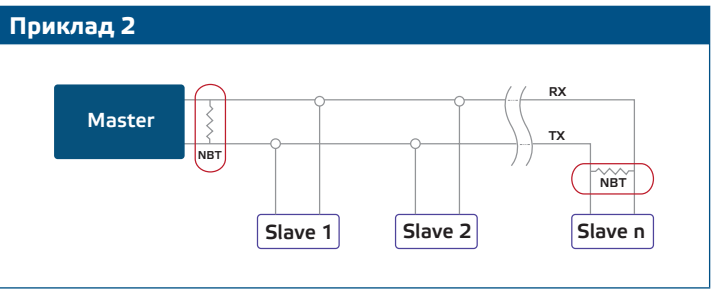 Приклад 2
RX
Master
TX
NBT
NBT
Slave 1
Slave 2
Slave n